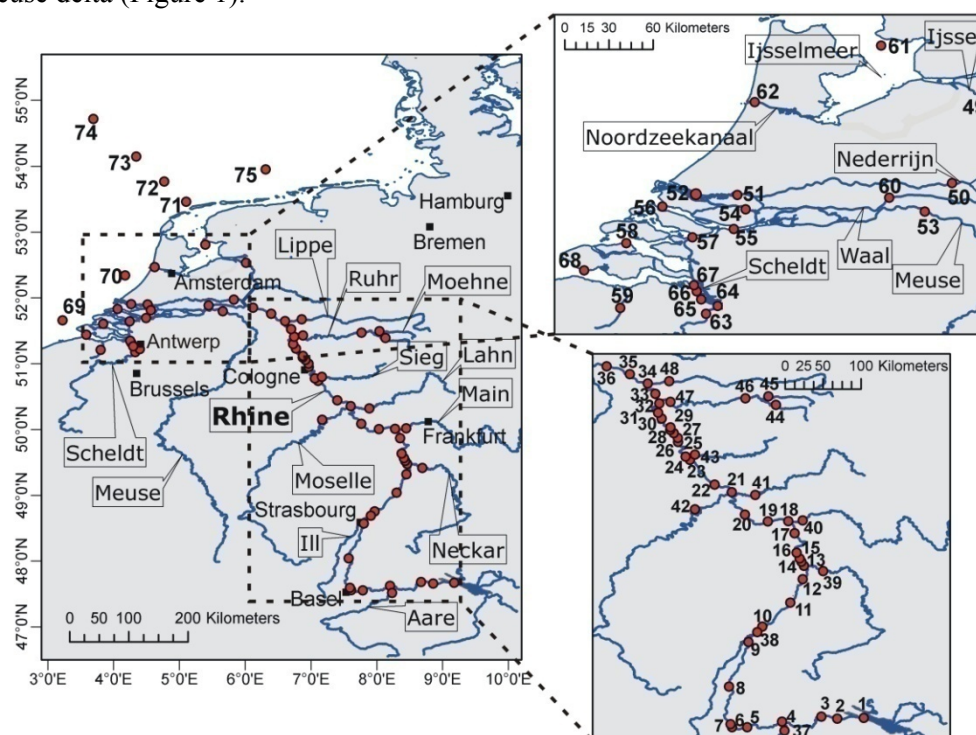 euse delta (Figure 1).
55°0'N
54°0'N
53°0'N
52°0'N
51°0'N
50°0'N
49°0'N
48°0'N
47°0'N
3°0'E 4°0'E 5°0'E 6°0'E 7°0'E 8°0'E 9°0'E 10°0'E
74
73
72
75
71
70
69
Hamburg
Bremen
Lippe
Ruhr
Moehne
Amsterdam
Antwerp
Brussels
Cologne
Sieg
Lahn
Main
Rhine
Frankfurt
Scheldt
Meuse
Moselle
Strasbourg
Ill
Neckar
Basel
Aare
0 50 100 200 Kilometers
0 15 30 60 Kilometers
Ijsselmeer
61
Ijsse
49
62
Noordzeekanaal
Nederrijn
52
51
60
50
56
54
53
58
57
55
Waal
Meuse
68
67
Scheldt
59
66
64
65
63
0 25 50 100 Kilometers
35
36
34
48
33
47
46
45
44
32
31
29
30
27
28
25
26
43
24
23
21
41
22
42
20
19
18
40
17
16
15
13
14
39
12
11
10
38
9
8
7
6
5
4
37
3
2
1